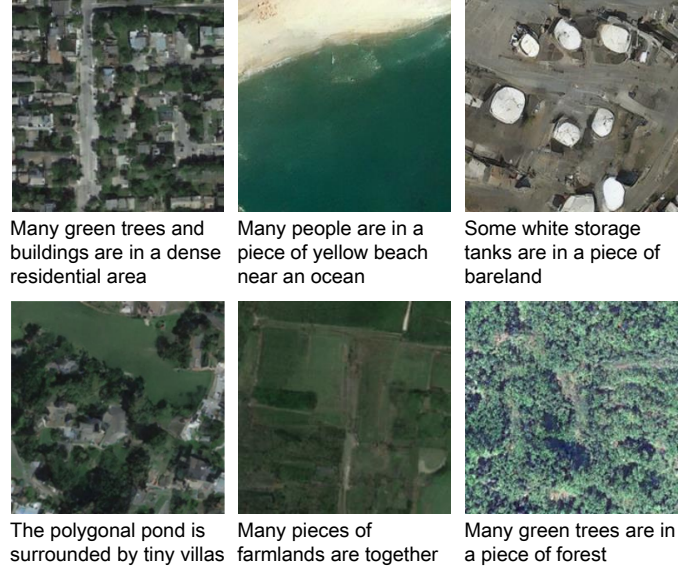 Many green trees and
buildings are in a dense
residential area
Many people are in a
piece of yellow beach
near an ocean
Some white storage
tanks are in a piece of
bareland
The polygonal pond is
surrounded by tiny villas
Many pieces of
farmlands are together
Many green trees are in
a piece of forest